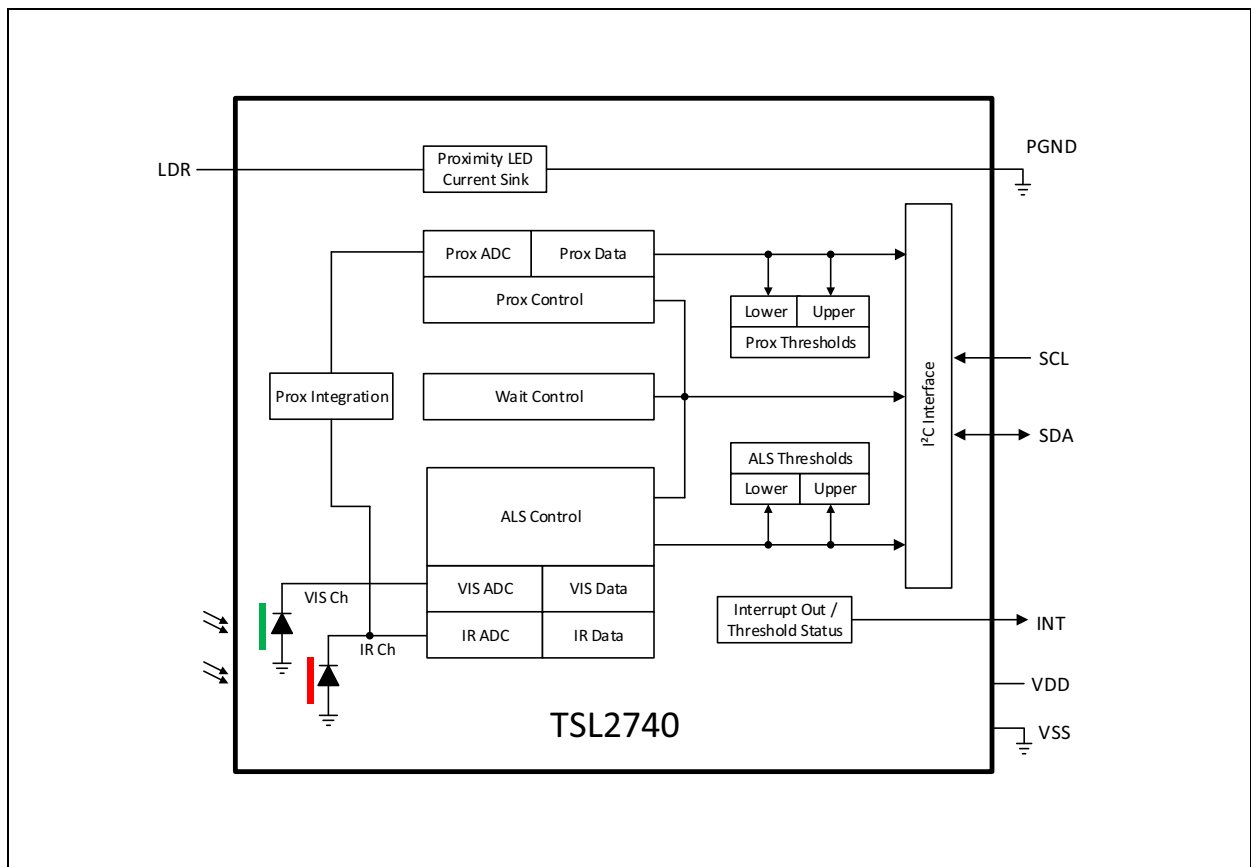 PGND
LDR
Proximity LED
Current Sink
Prox ADC
Prox Data
Prox Control
Lower
Upper
Prox Thresholds
SCL
Prox Integration
Wait Control
I²C Interface
SDA
ALS Thresholds
Lower
Upper
ALS Control
VIS Ch
VIS ADC
VIS Data
Interrupt Out /
Threshold Status
INT
IR Ch
IR ADC
IR Data
VDD
TSL2740
VSS